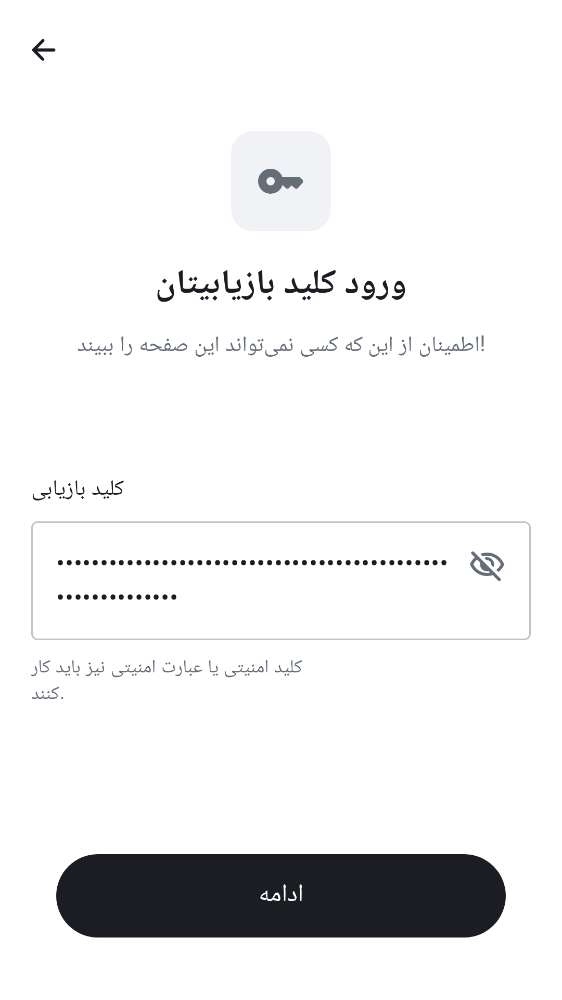 ورود کلید بازیابیتان
اطمینان از این که کسی نمی‌تواند این صفحه را ببیند!
کلید بازیابی
•••••••••••••••••••••••••••••••••••••••••••••
••••••••••••••
کلید امنیتی یا عبارت امنیتی نیز باید کار
کنند.
ادامه